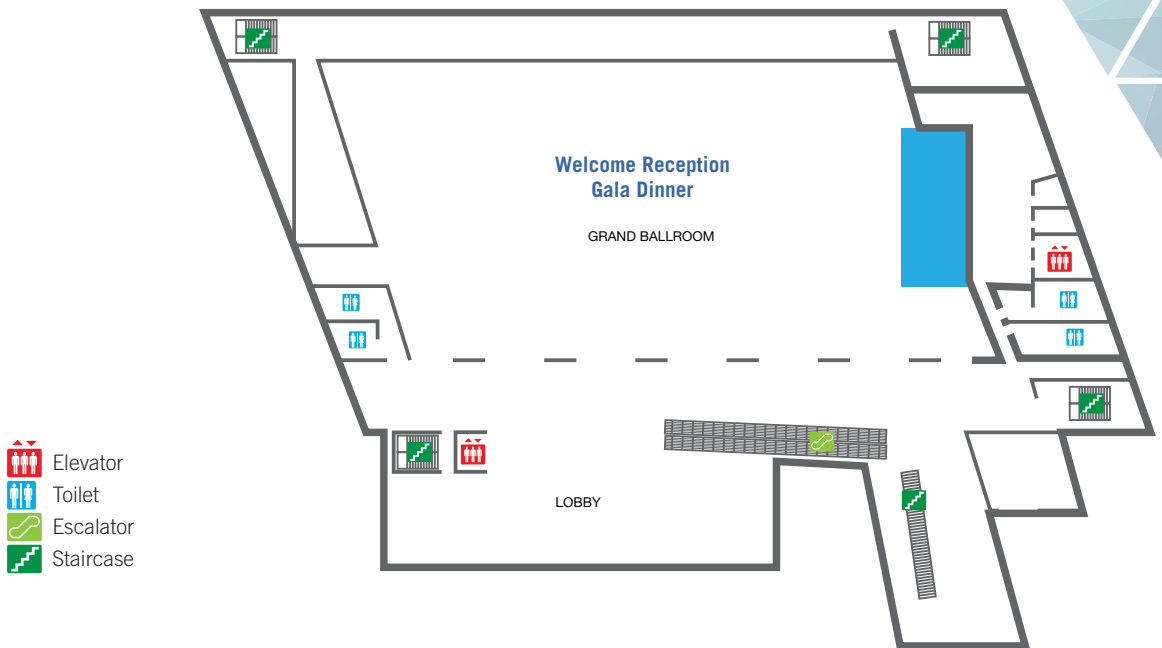 Welcome Reception
Gala Dinner
GRAND BALLROOM
LOBBY
Elevator
Toilet
Escalator
Staircase